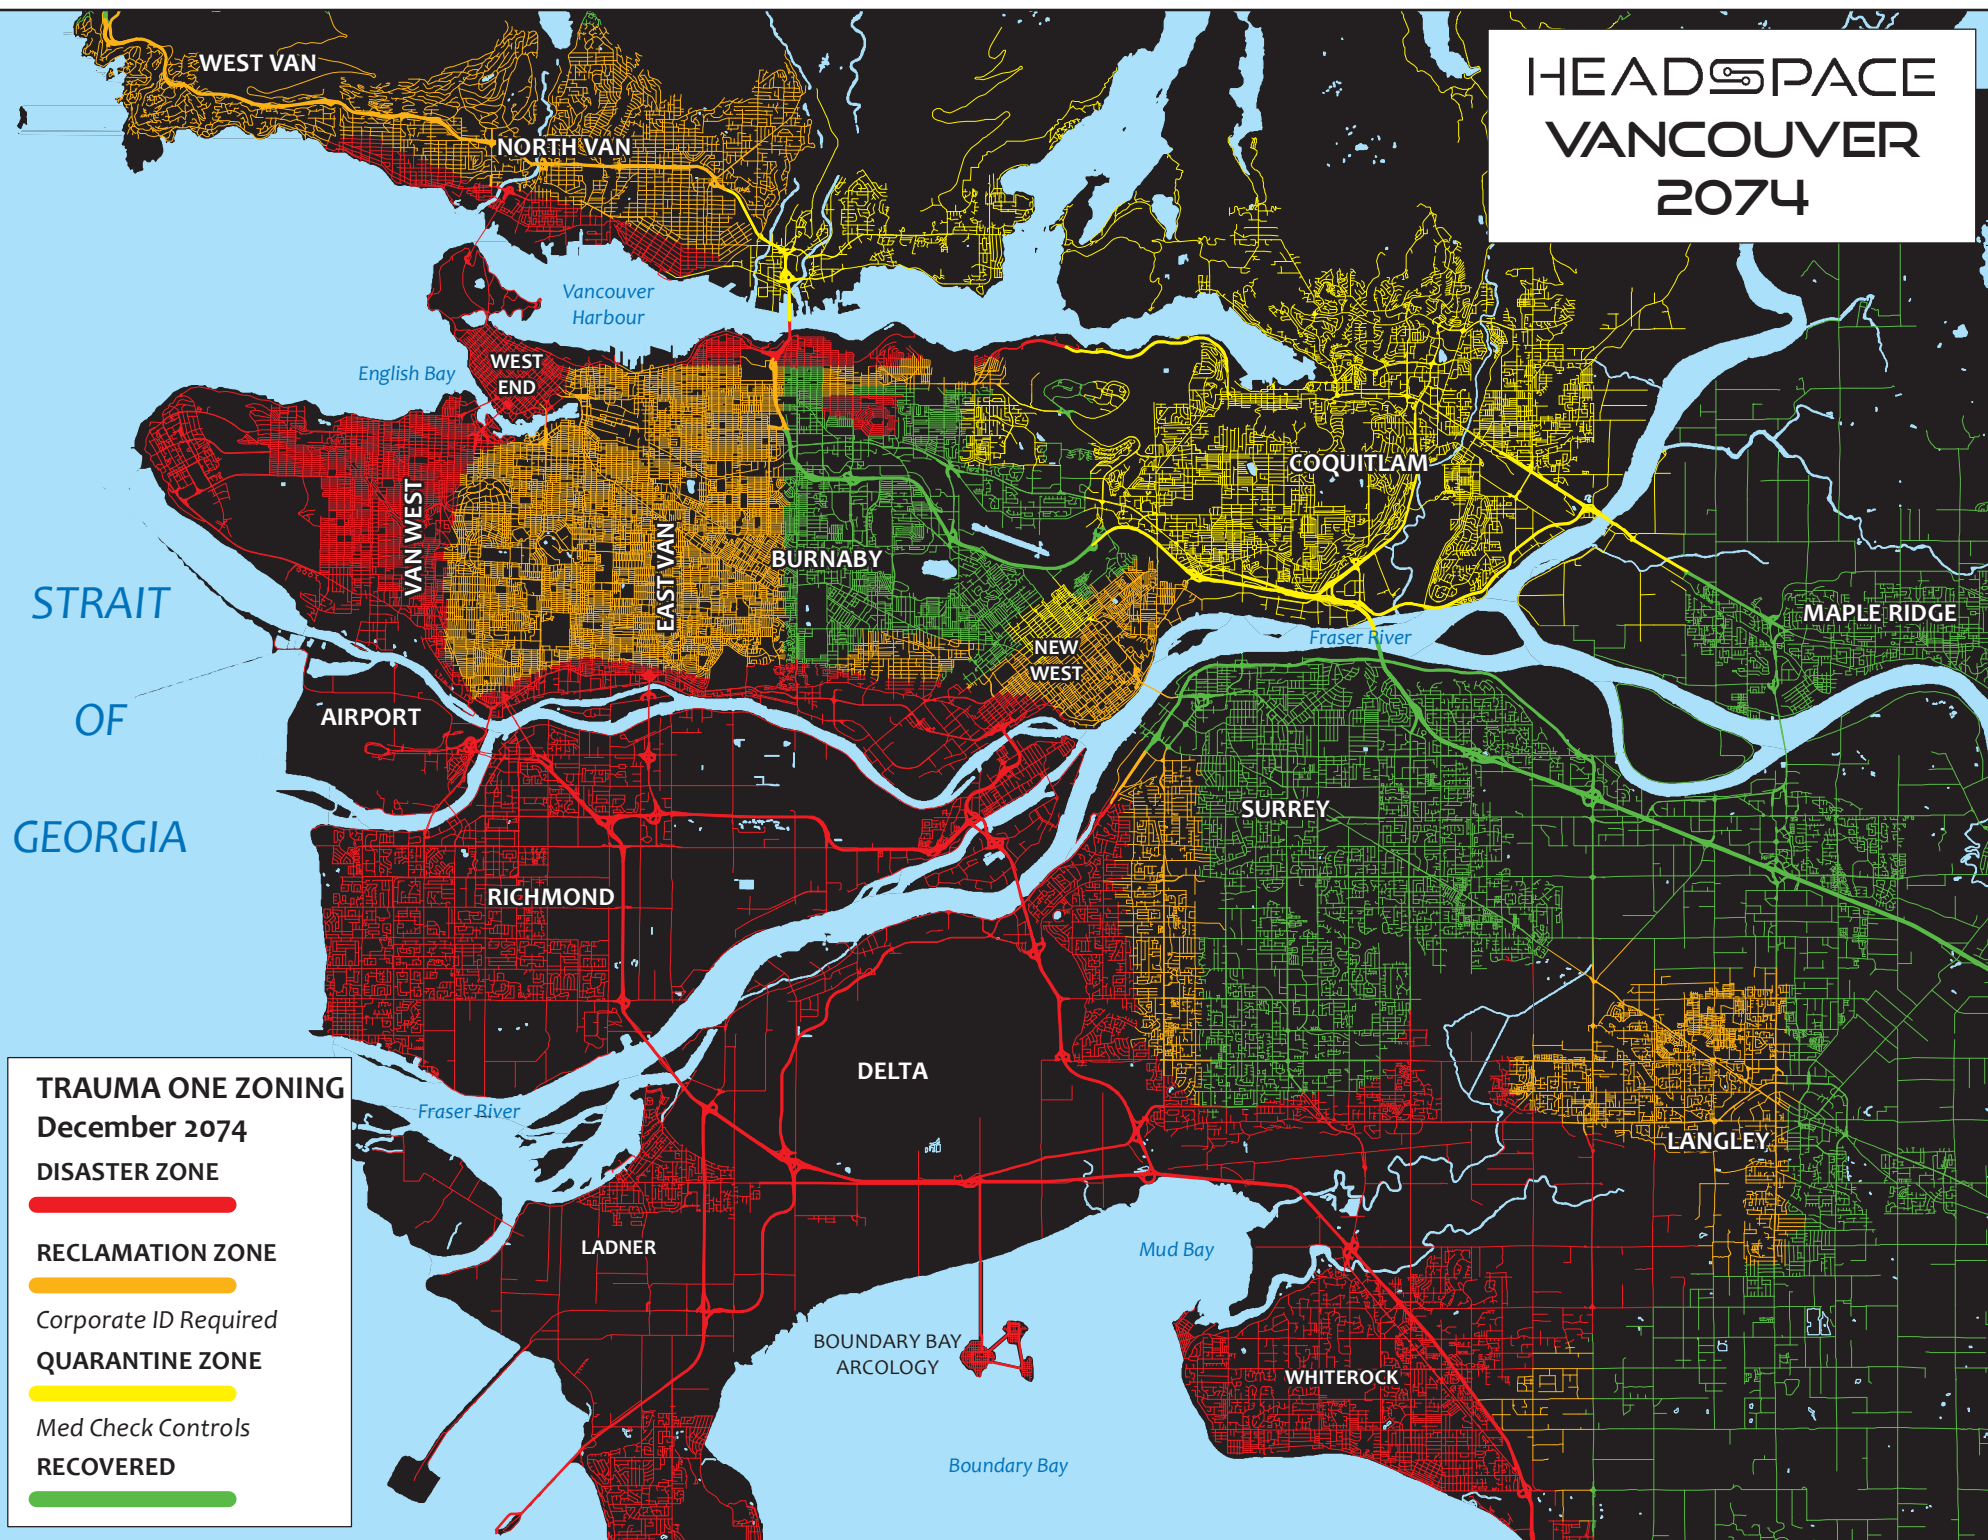 HEADSPACE
VANCOUVER
2074
WEST VAN
NORTH VAN
Vancouver
Harbour
WEST
END
English Bay
VAN WEST
EAST VAN
BURNABY
COQUITLAM
NEW
WEST
Fraser River
MAPLE RIDGE
STRAIT
OF
GEORGIA
AIRPORT
SURREY
RICHMOND
DELTA
Fraser River
LANGLEY
LADNER
Mud Bay
BOUNDARY BAY
ARCOLOGY
WHITEROCK
Boundary Bay
TRAUMA ONE ZONING
December 2074
DISASTER ZONE
RECLAMATION ZONE
Corporate ID Required
QUARANTINE ZONE
Med Check Controls
RECOVERED